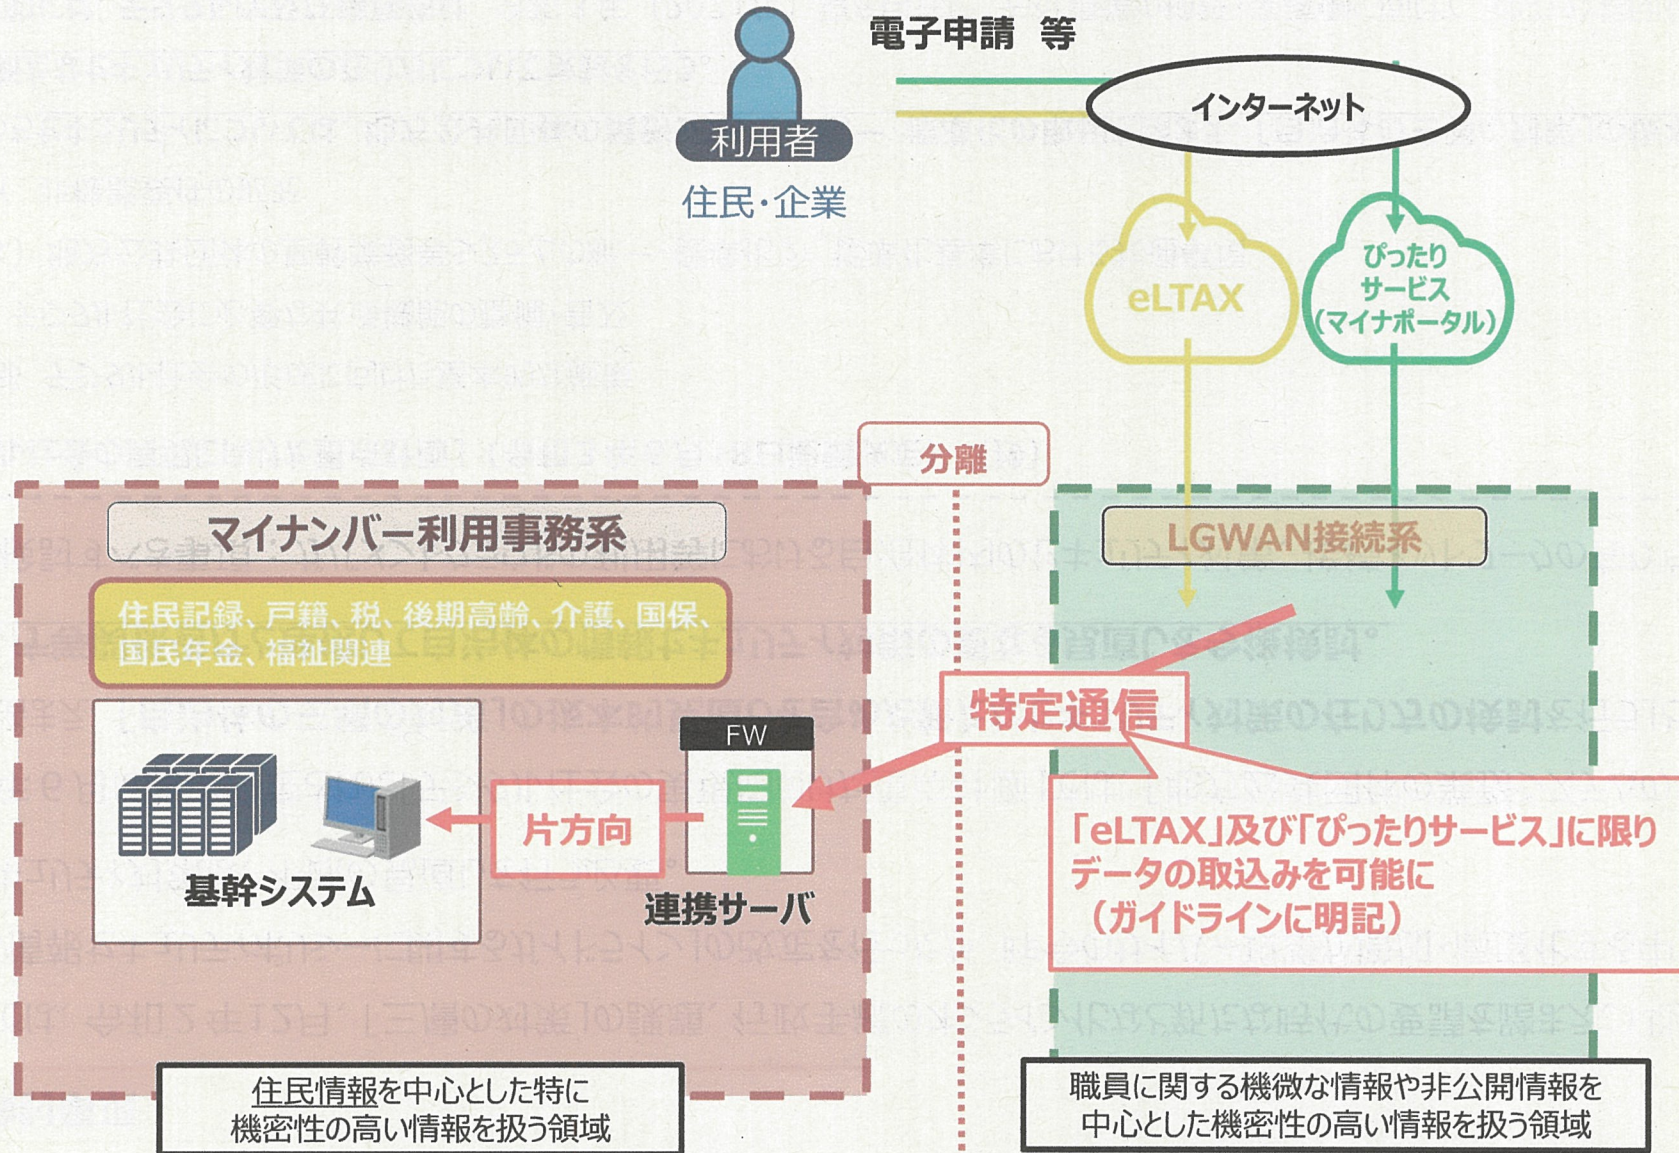 電子申請 等
インターネット
利用者
住民・企業
eLTAX
ぴったり
サービス
(マイナポータル)
分離
マイナンバー利用事務系
LGWAN接続系
住民記録、戸籍、税、後期高齢、介護、国保、
国民年金、福祉関連
特定通信
FW
片方向
基幹システム
連携サーバ
「eLTAX」及び「ぴったりサービス」に限り
データの取込みを可能に
(ガイドラインに明記)
住民情報を中心とした特に
機密性の高い情報を扱う領域
職員に関する機微な情報や非公開情報を
中心とした機密性の高い情報を扱う領域